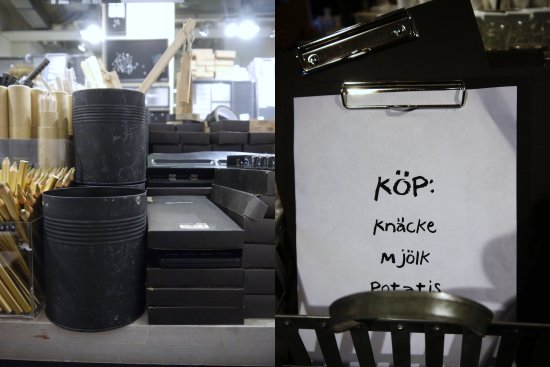 KÖP:
Knäcke
Mjölk
Potatis